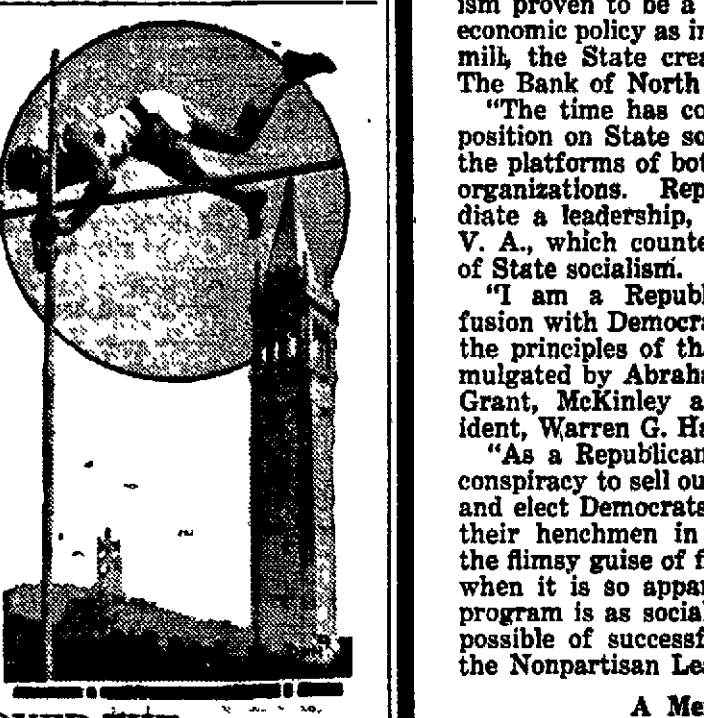 ism proven to be a
economic policy as in
mill, the State crea
The Bank of North
"The time has co
position on State so
the platforms of bot
organizations. Rep
diate a leadership,
V. A., which counte
of State socialism.
"I am a Republ
fusion with Democra
the principles of th
mulgated by Abraha
Grant, McKinley a
ident, Warren G. Ha
"As a Republican
conspiracy to sell ou
and elect Democrats
their henchmen in
the flimsy guise of f
when it is so appar
program is as social
possible of successf
the Nonpartisan Lea
A Me